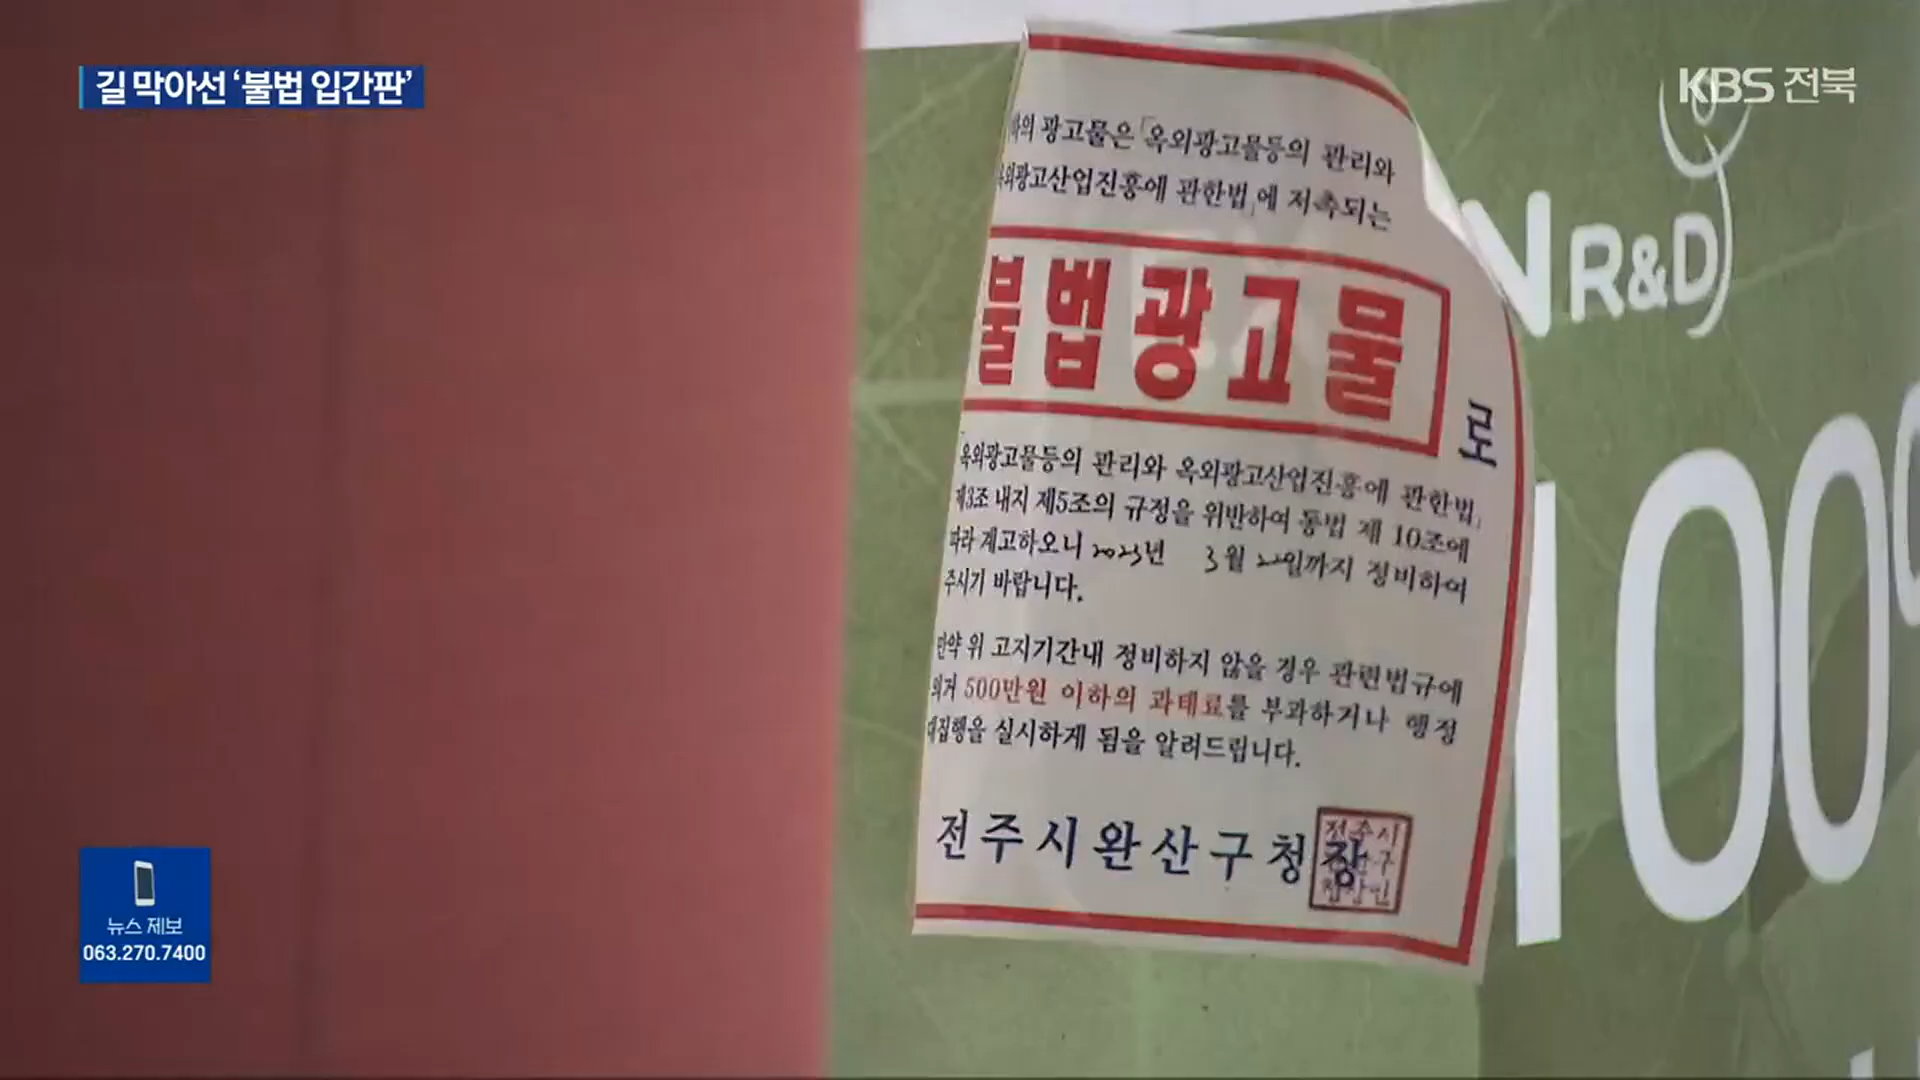 길 막아선 ‘불법 입간판’
KBS 전북
귀하의 광고물은 「옥외광고물등의 관리와
옥외광고산업진흥에 관한법」에 저촉되는
불법광고물
로
「옥외광고물등의 관리와 옥외광고산업진흥에 관한법」
제3조 내지 제5조의 규정을 위반하여 동법 제 10조에
따라 계고하오니 2025년 3월 22일까지 정비하여
주시기 바랍니다.
만약 위 고지기간내 정비하지 않을 경우 관련법규에
의거 500만원 이하의 과태료를 부과하거나 행정
대집행을 실시하게 됨을 알려드립니다.
전주시완산구청장
R&D
100
뉴스 제보
063.270.7400